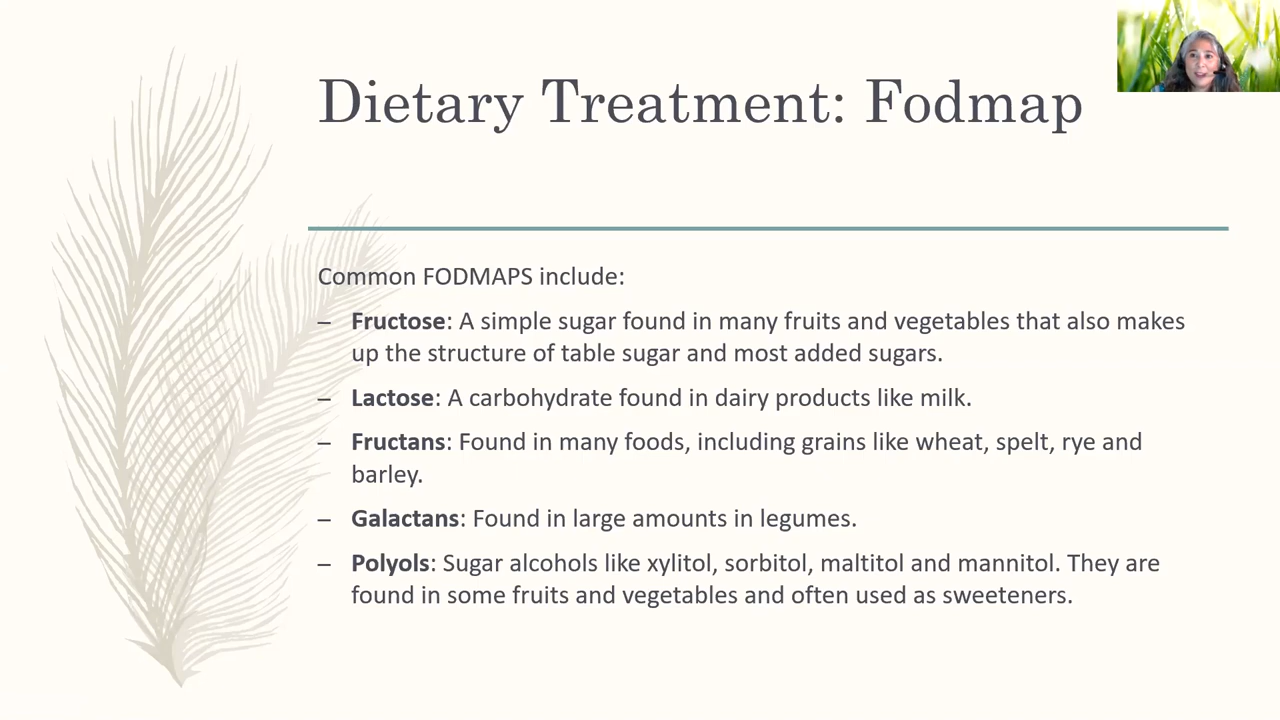 Dietary Treatment: Fodmap
Common FODMAPS include:
– Fructose: A simple sugar found in many fruits and vegetables that also makes
up the structure of table sugar and most added sugars.
– Lactose: A carbohydrate found in dairy products like milk.
– Fructans: Found in many foods, including grains like wheat, spelt, rye and
barley.
– Galactans: Found in large amounts in legumes.
– Polyols: Sugar alcohols like xylitol, sorbitol, maltitol and mannitol. They are
found in some fruits and vegetables and often used as sweeteners.